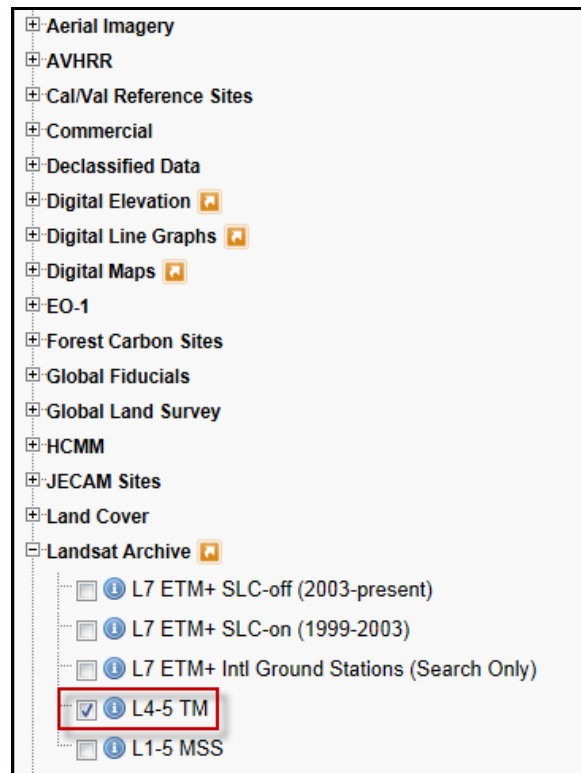 Aerial Imagery
AVHRR
Cal/Val Reference Sites
Commercial
Declassified Data
Digital Elevation
Digital Line Graphs
Digital Maps
EO-1
Forest Carbon Sites
Global Fiducials
Global Land Survey
HCMM
JECAM Sites
Land Cover
Landsat Archive
L7 ETM+ SLC-off (2003-present)
L7 ETM+ SLC-on (1999-2003)
L7 ETM+ Intl Ground Stations (Search Only)
L4-5 TM
L1-5 MSS